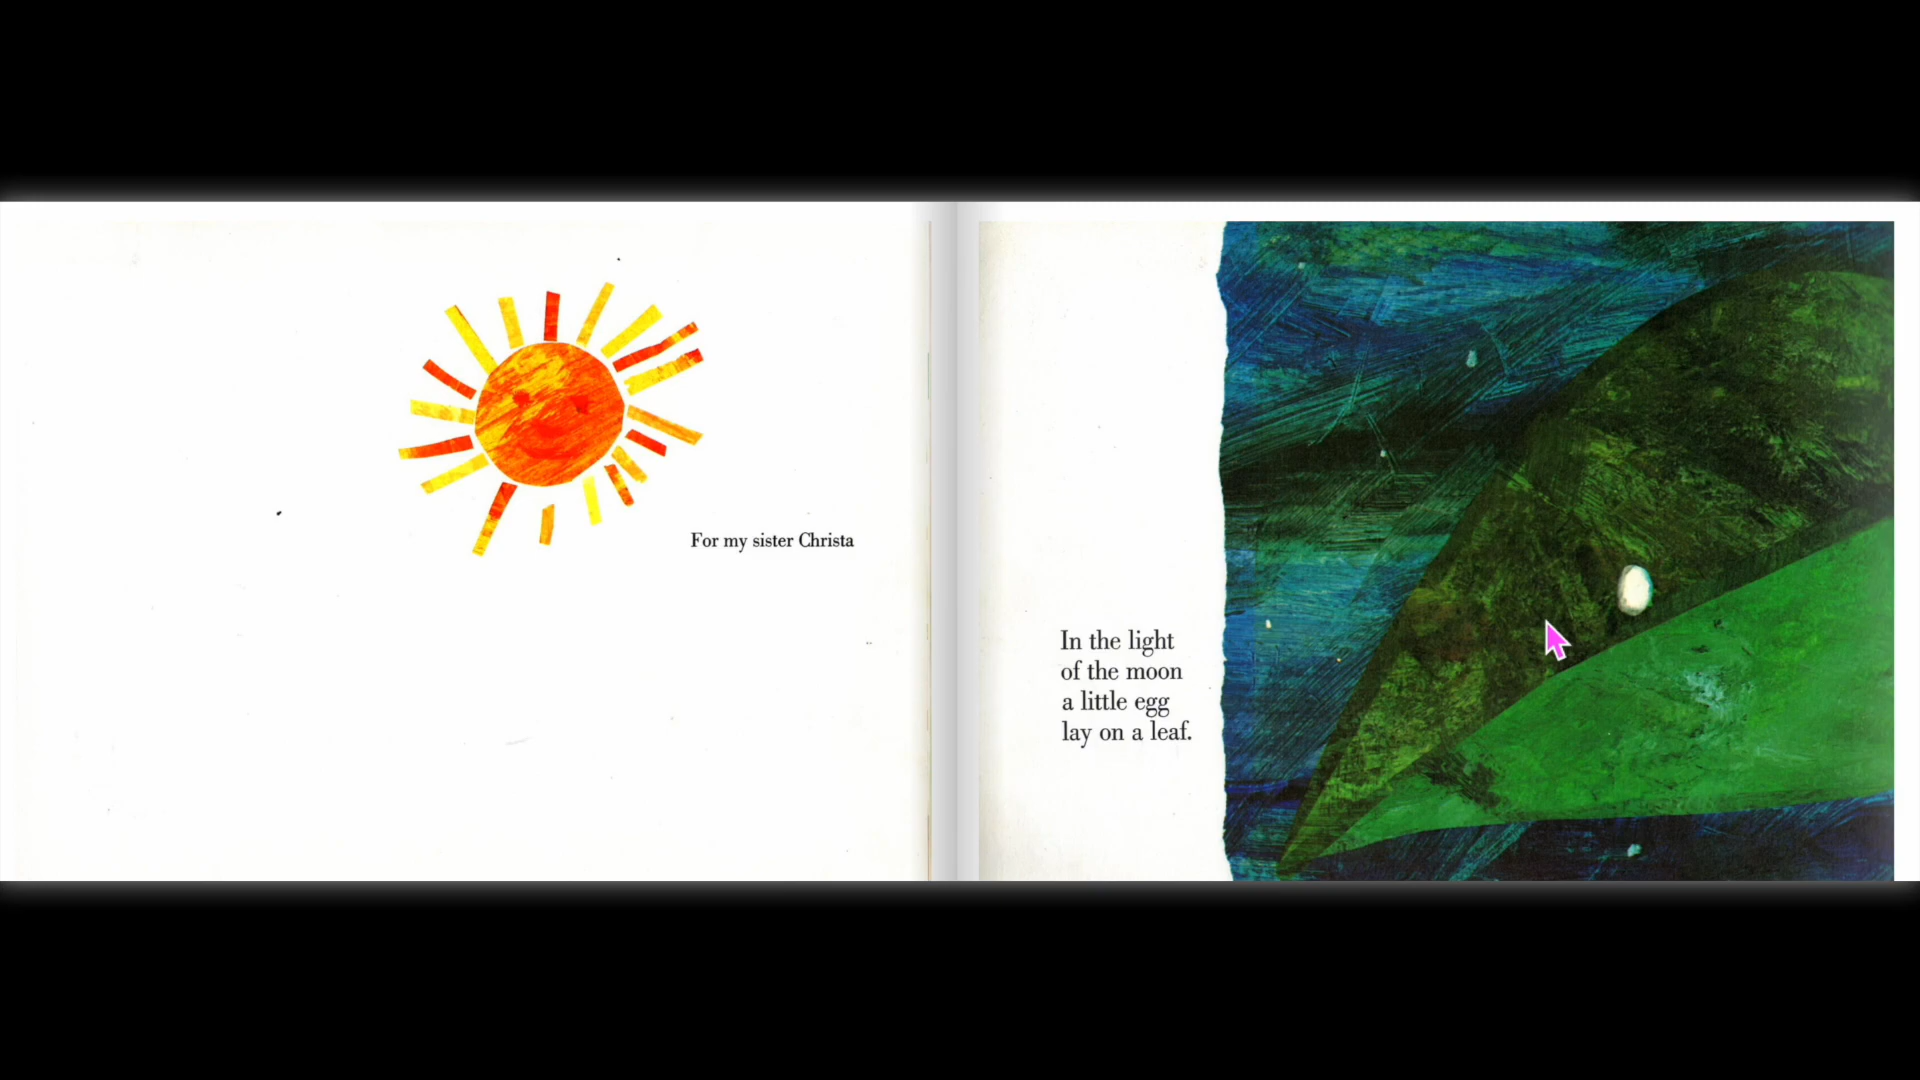 For my sister Christa
In the light
of the moon
a little egg
lay on a leaf.